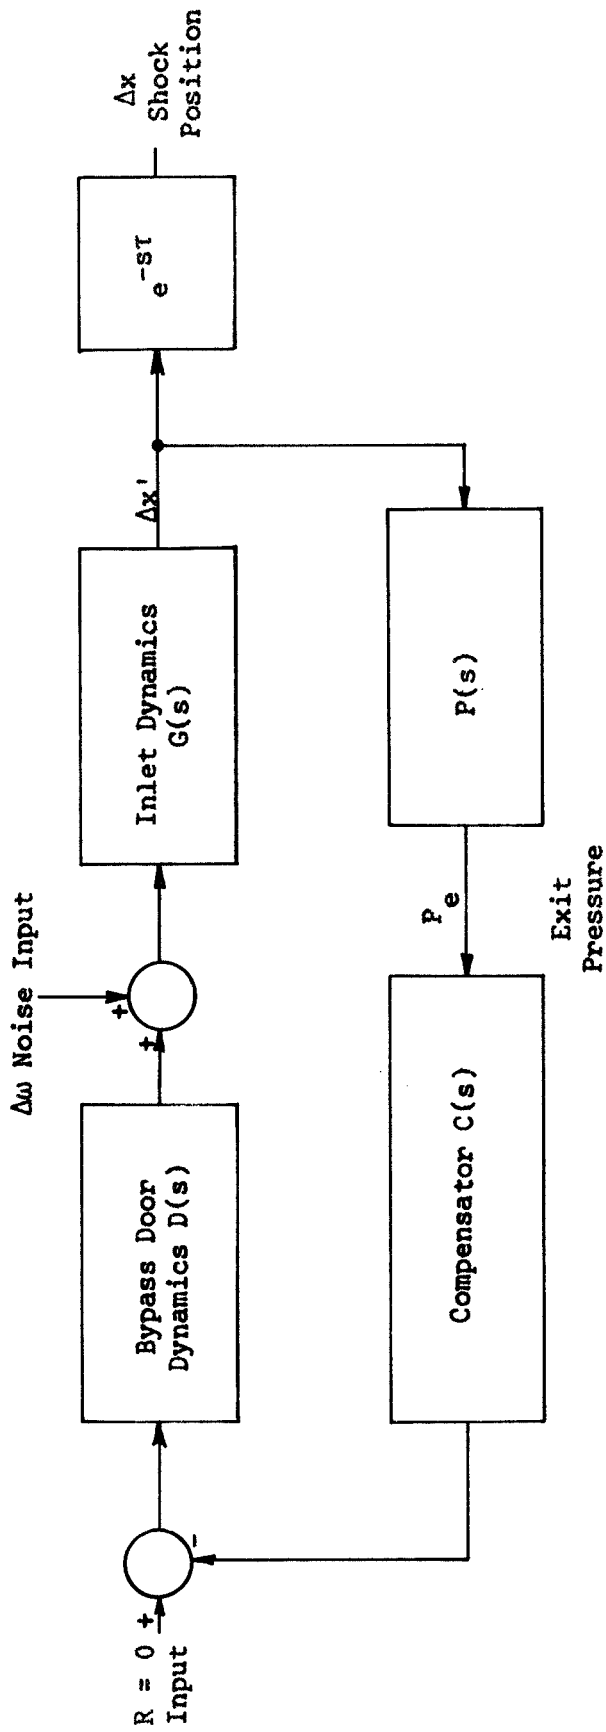 R = 0
Input
+
-
Bypass Door
Dynamics D(s)
Δω Noise Input
+
+
Inlet Dynamics
G(s)
Δx'
e^-sτ
Δx
Shock
Position
P(s)
P_e
Exit
Pressure
Compensator C(s)